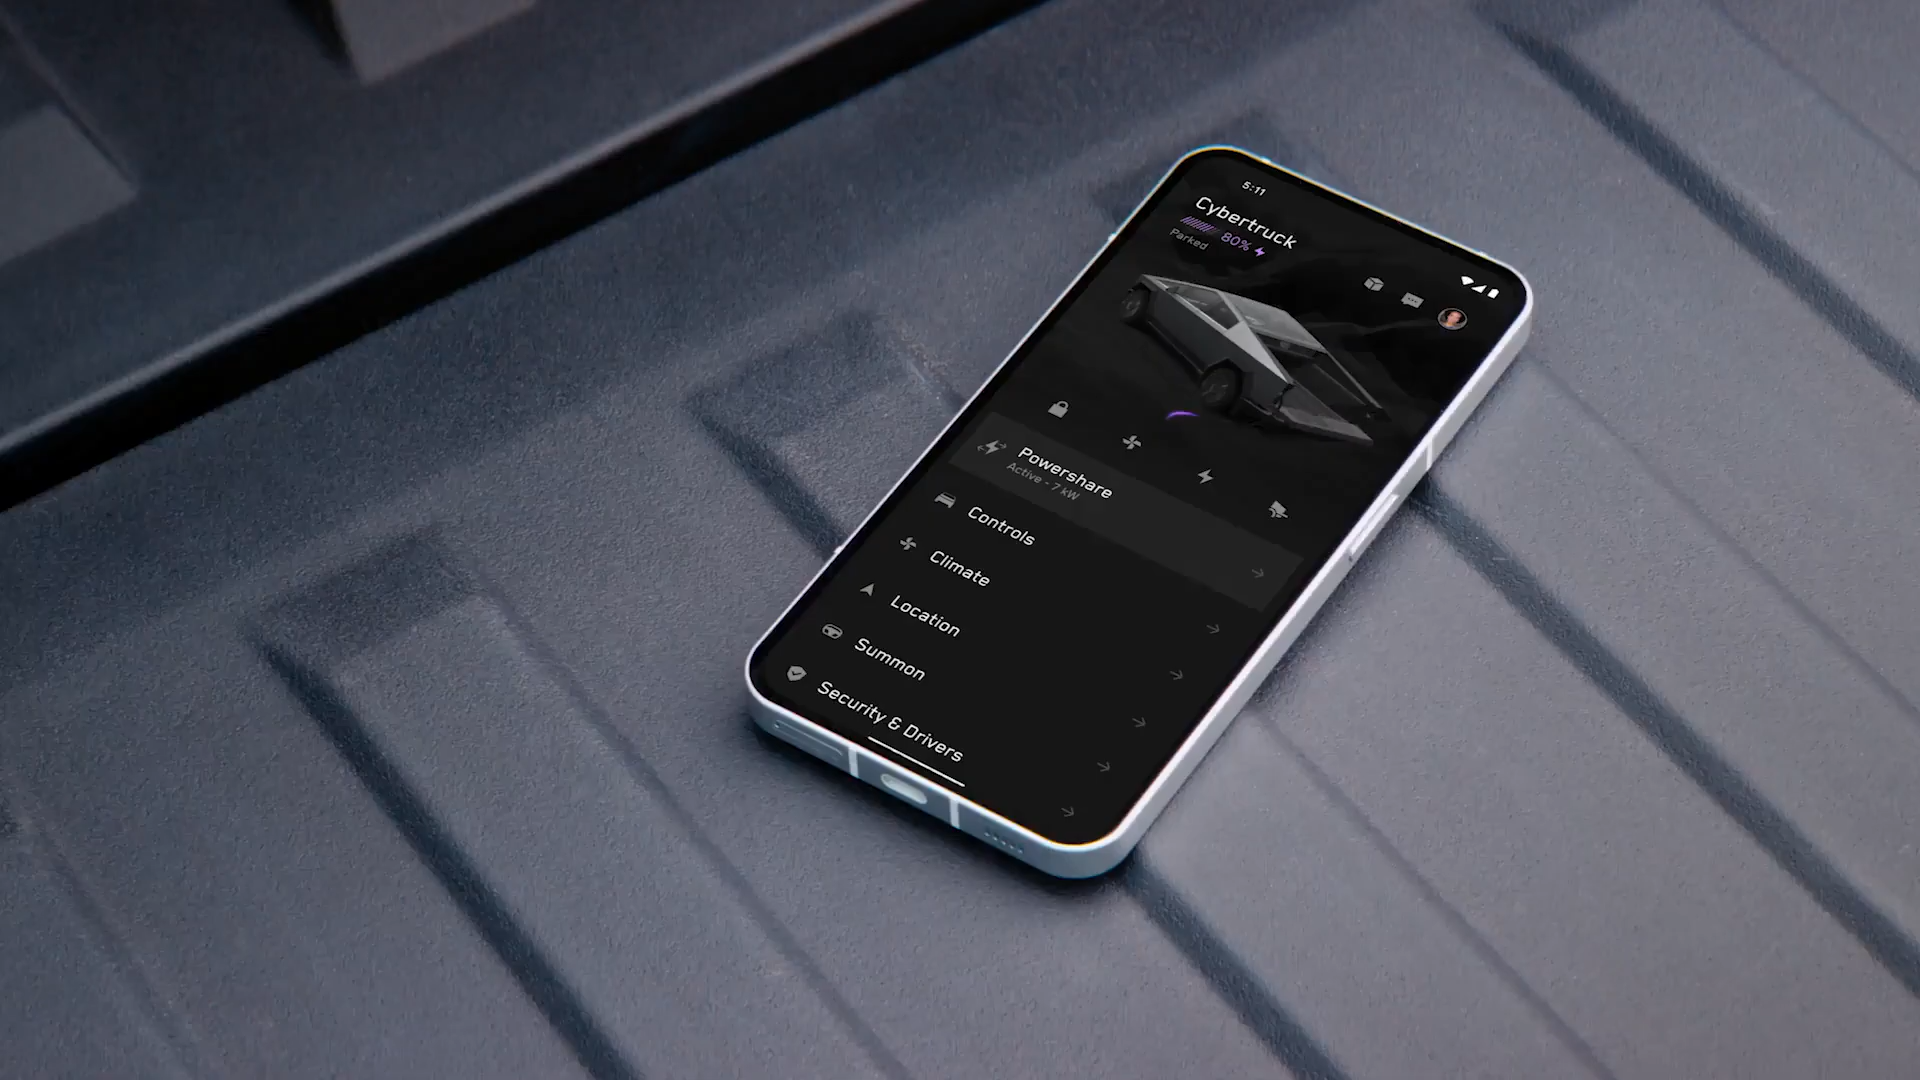 5:11
Cybertruck
80%
Parked
Powershare
Active - 7 kW
Controls
Climate
Location
Summon
Security & Drivers